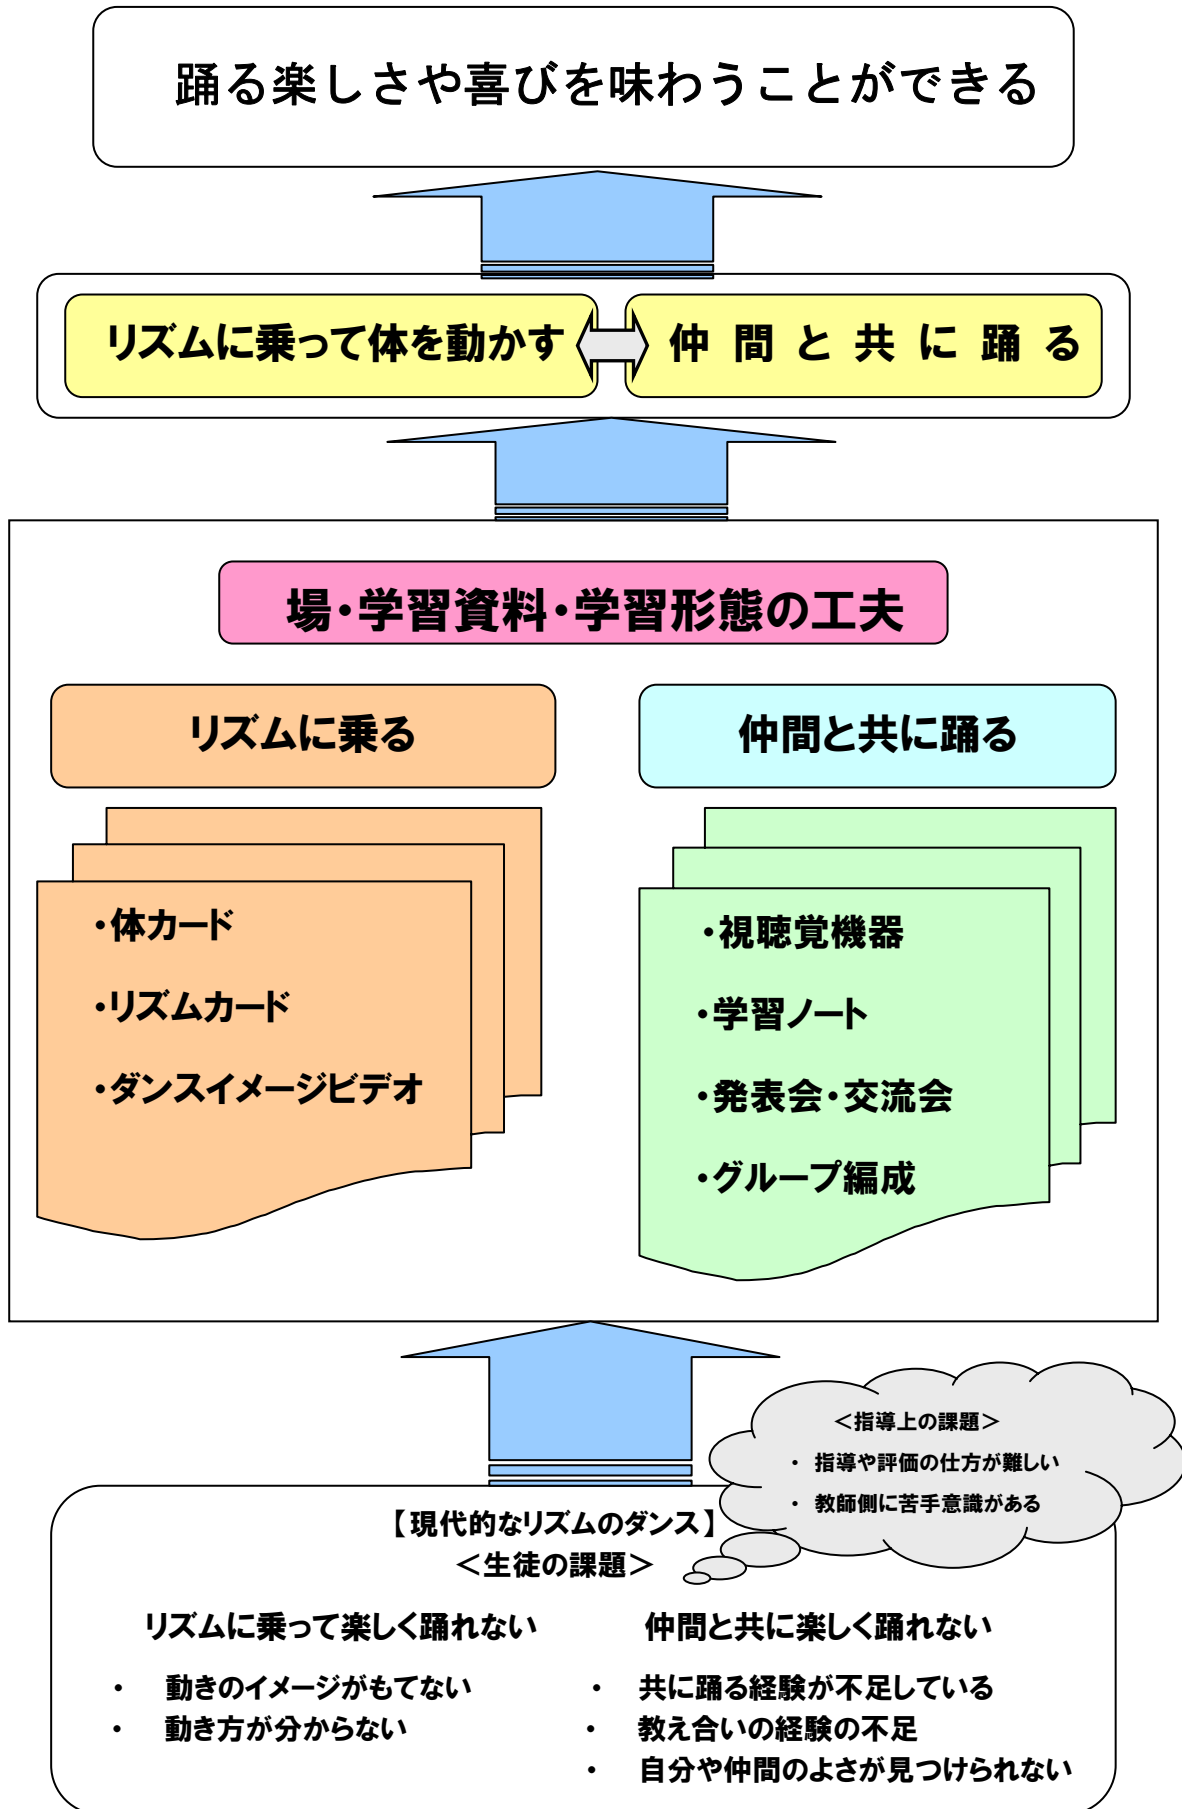 踊る楽しさや喜びを味わうことができる
リズムに乗って体を動かす
仲間と共に踊る
場・学習資料・学習形態の工夫
リズムに乗る
・体カード
・リズムカード
・ダンスイメージビデオ
仲間と共に踊る
・視聴覚機器
・学習ノート
・発表会・交流会
・グループ編成
＜指導上の課題＞
・ 指導や評価の仕方が難しい
・ 教師側に苦手意識がある
【現代的なリズムのダンス】
＜生徒の課題＞
リズムに乗って楽しく踊れない
・ 動きのイメージがもてない
・ 動き方が分からない
仲間と共に楽しく踊れない
・ 共に踊る経験が不足している
・ 教え合いの経験の不足
・ 自分や仲間のよさが見つけられない